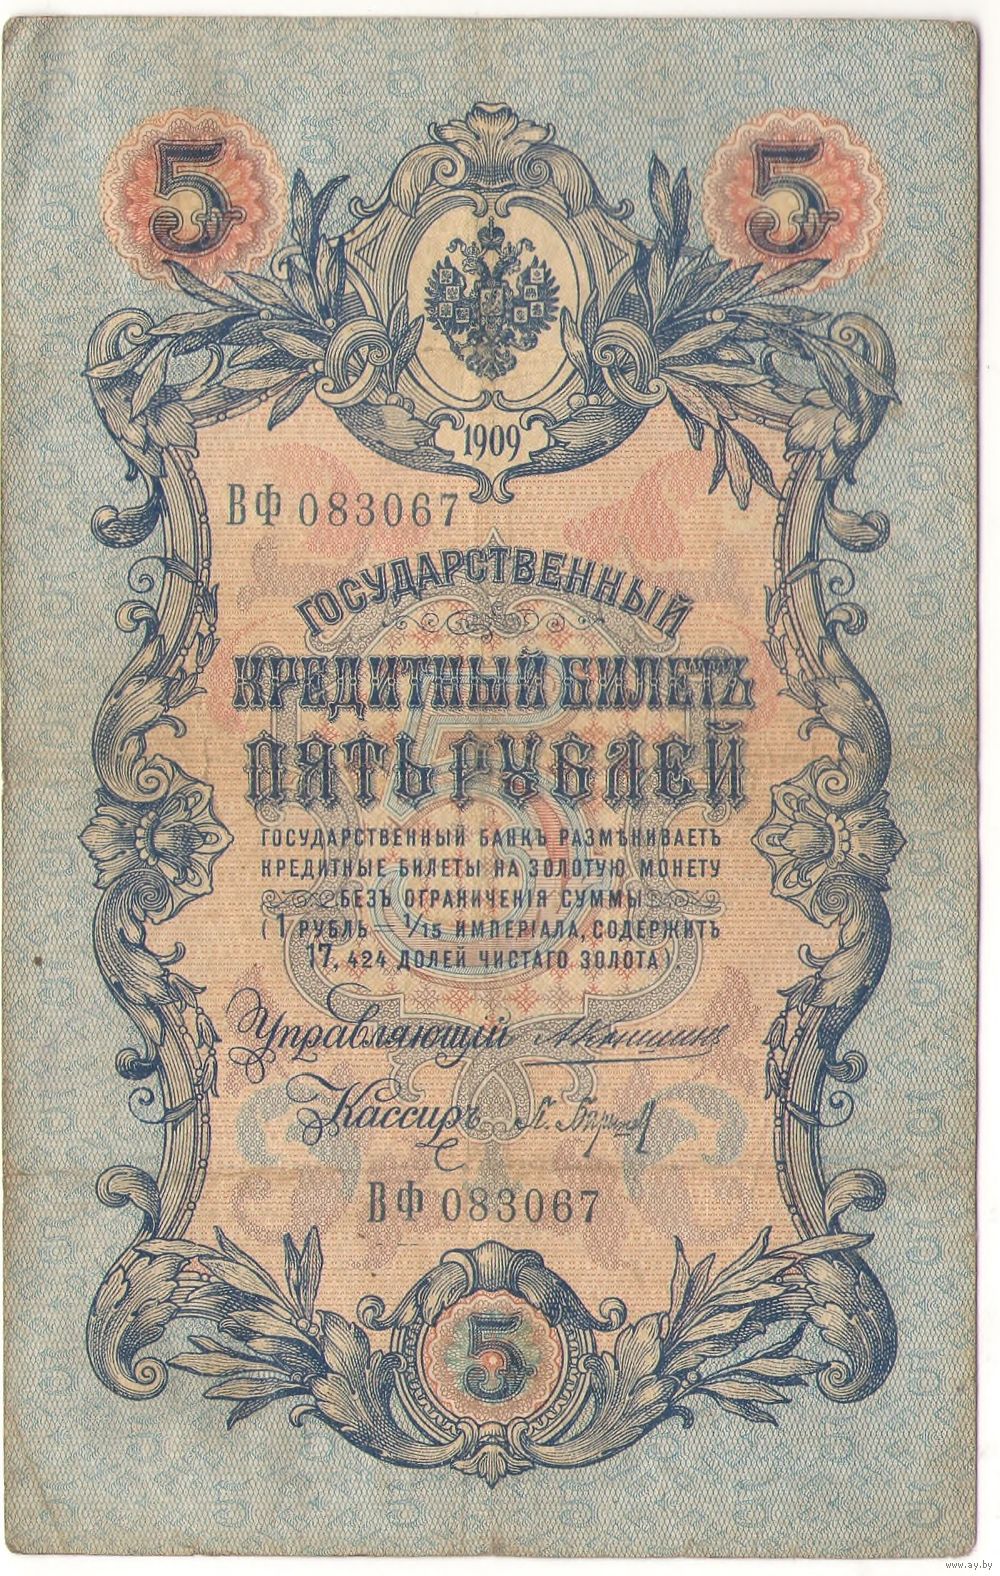 5 5
1909
ВФ 083067
ГОСУДАРСТВЕННЫЙ
КРЕДИТНЫЙ БИЛЕТЪ
ПЯТЬ РУБЛЕЙ
ГОСУДАРСТВЕННЫЙ БАНКЪ РАЗМѢНИВАЕТЪ
КРЕДИТНЫЕ БИЛЕТЫ НА ЗОЛОТУЮ МОНЕТУ
БЕЗЪ ОГРАНИЧЕНІЯ СУММЫ
(1 РУБЛЬ = 1/15 ИМПЕРІАЛА, СОДЕРЖИТЪ
17,424 ДОЛЕЙ ЧИСТАГО ЗОЛОТА).
Управляющій АКоншинъ
Кассиръ
ВФ 083067
5
www.ay.by